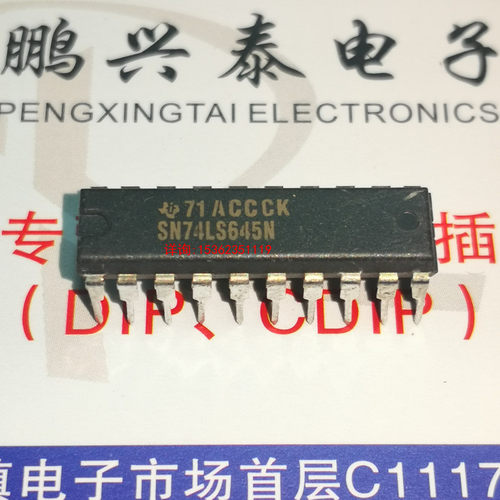 鹏兴泰电子
PENGXINGTAI ELECTRONICS
71ACCCK
SN74LS645N
专 插
(DIP、CDIP)
镇电子市场首层C1117